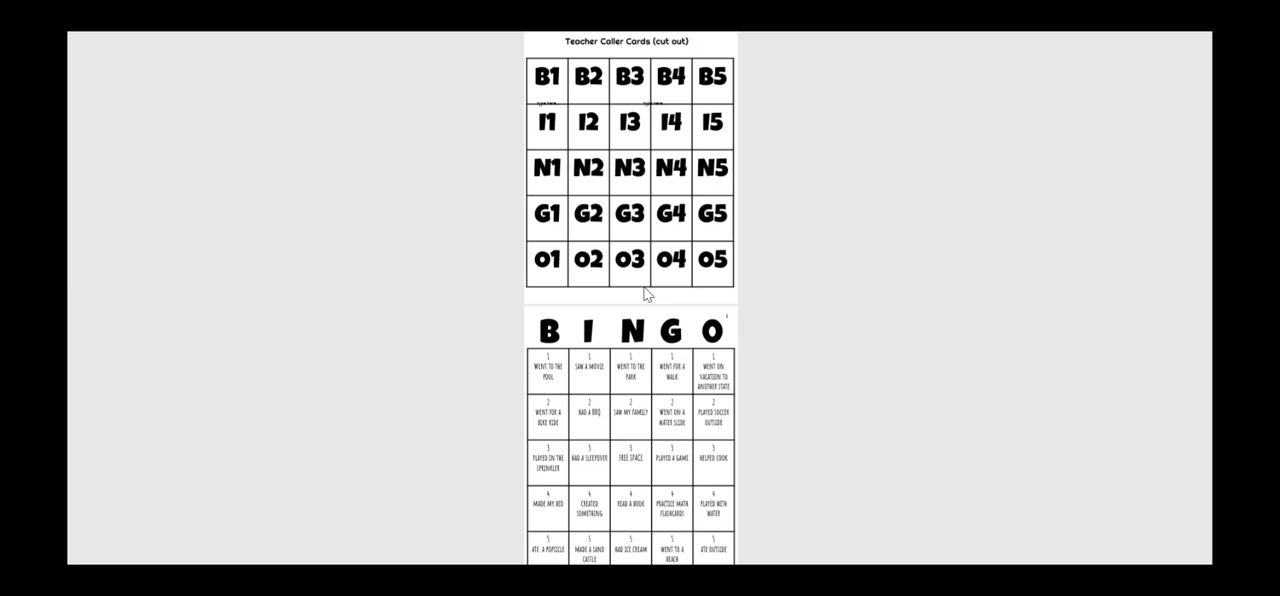 Teacher Caller Cards (cut out)
B1 B2 B3 B4 B5
I1 I2 I3 I4 I5
N1 N2 N3 N4 N5
G1 G2 G3 G4 G5
O1 O2 O3 O4 O5
B I N G O
1 1 1 1 1
WENT TO THE SAW A MOVIE WENT TO THE WENT FOR A WENT ON
POOL PARK WALK VACATION TO
ANOTHER STATE
2 2 2 2 2
WENT FOR A HAD A BBQ SAW MY FAMILY WENT ON A PLAYED SOCCER
BIKE RIDE WATER SLIDE OUTSIDE
3 3 3 3 3
PLAYED IN THE HAD A SLEEPOVER FREE SPACE PLAYED A GAME HELPED COOK
SPRINKLER
4 4 4 4 4
MADE MY BED CREATED READ A BOOK PRACTICE MATH PLAYED WITH
SOMETHING FLASHCARDS WATER
5 5 5 5 5
ATE A POPSICLE MADE A SAND HAD ICE CREAM WENT TO A ATE OUTSIDE
CASTLE BEACH